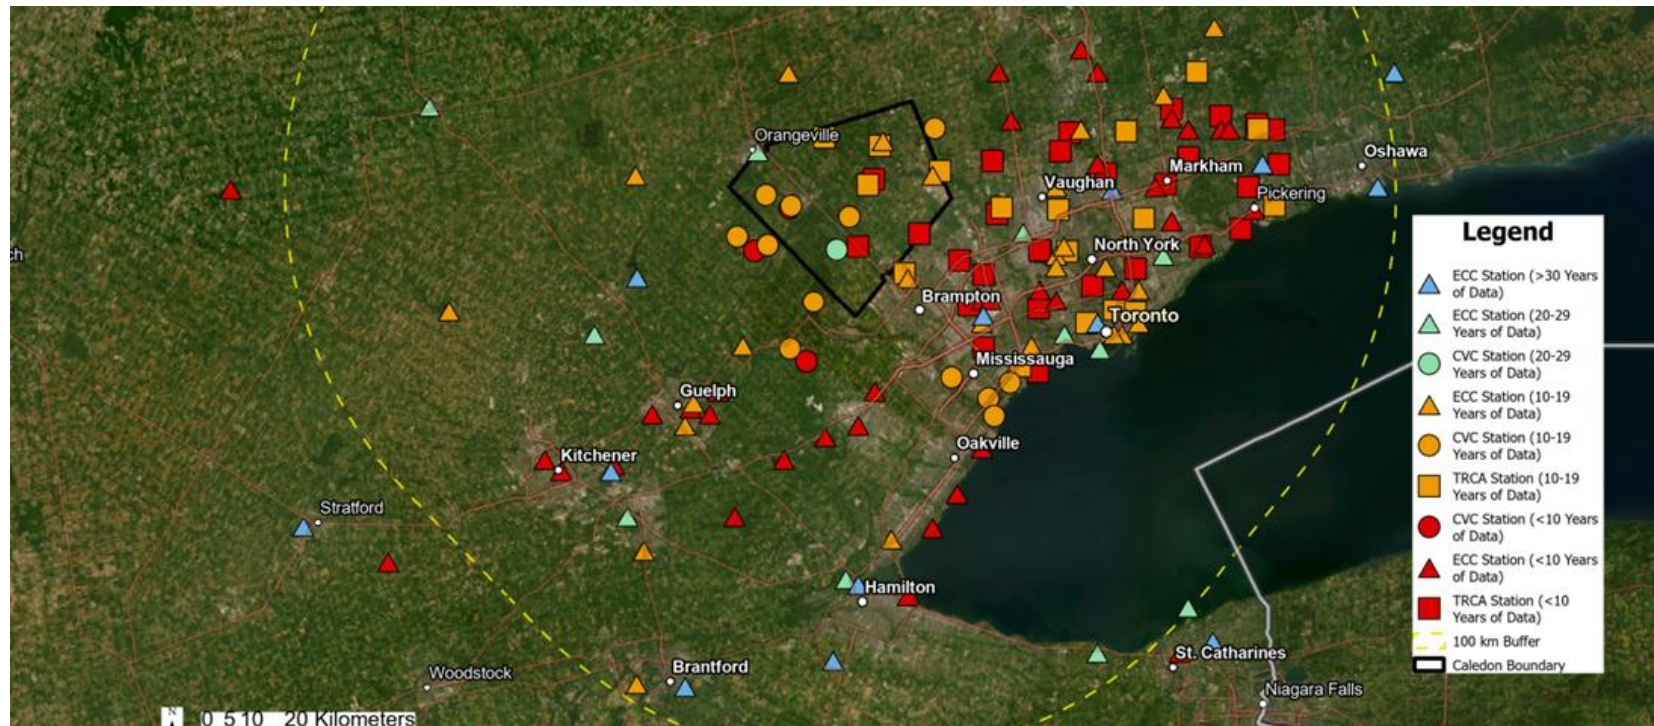 Orangeville
Oshawa
Markham
Vaughan
Pickering
ch
North York
Brampton
Toronto
Mississauga
Guelph
Oakville
Kitchener
Stratford
Hamilton
St. Catharines
Brantford
Woodstock
Niagara Falls
N
0 5 10 20 Kilometers
Legend
ECC Station (>30 Years
of Data)
ECC Station (20-29
Years of Data)
CVC Station (20-29
Years of Data)
ECC Station (10-19
Years of Data)
CVC Station (10-19
Years of Data)
TRCA Station (10-19
Years of Data)
CVC Station (<10 Years
of Data)
ECC Station (<10 Years
of Data)
TRCA Station (<10
Years of Data)
100 km Buffer
Caledon Boundary